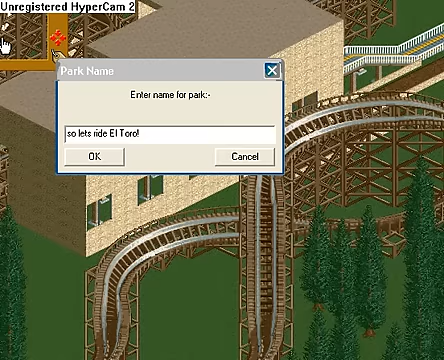 Unregistered HyperCam 2
Park Name
Enter name for park:-
so lets ride El Toro!
OK
Cancel